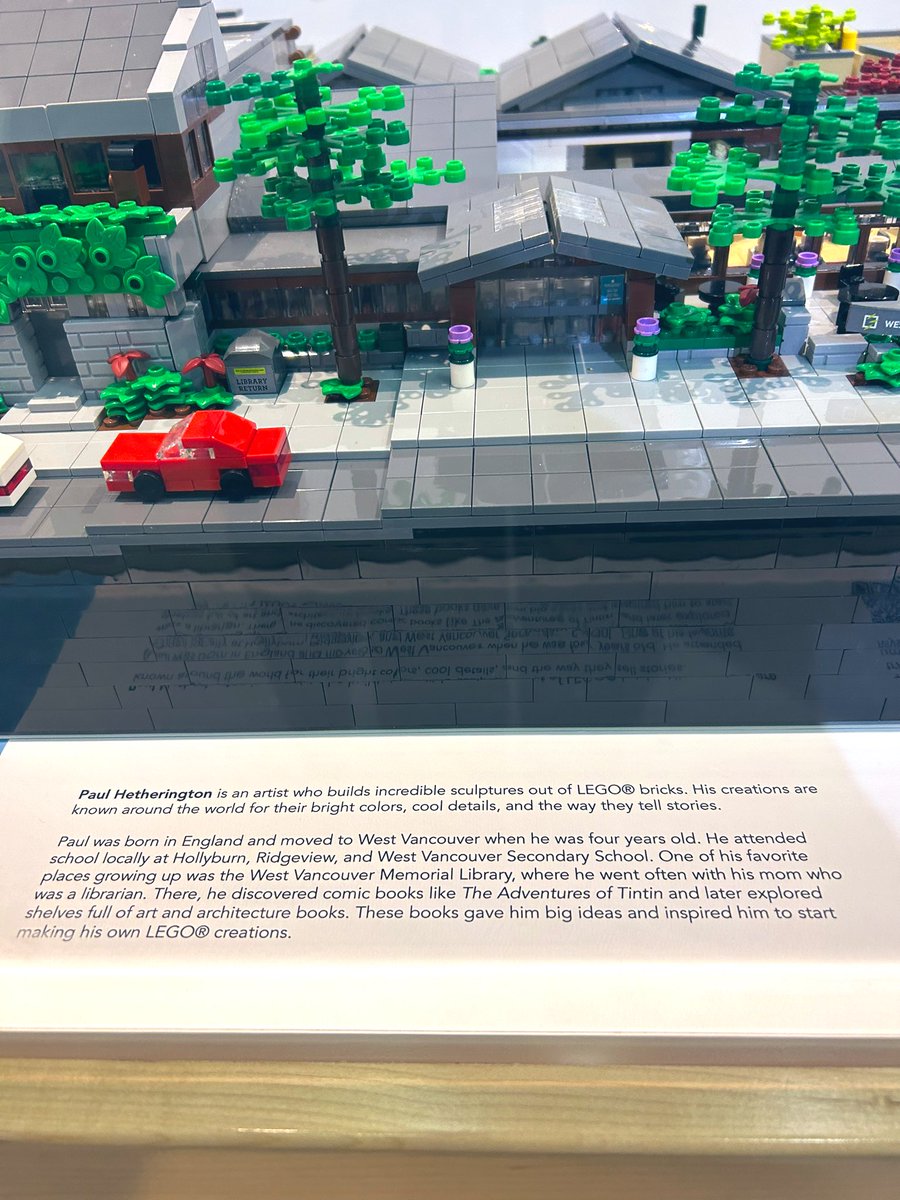 LIBRARY
RETURN
WE
Paul Hetherington is an artist who builds incredible sculptures out of LEGO® bricks. His creations are
known around the world for their bright colors, cool details, and the way they tell stories.
Paul was born in England and moved to West Vancouver when he was four years old. He attended
school locally at Hollyburn, Ridgeview, and West Vancouver Secondary School. One of his favorite
places growing up was the West Vancouver Memorial Library, where he went often with his mom who
was a librarian. There, he discovered comic books like The Adventures of Tintin and later explored
shelves full of art and architecture books. These books gave him big ideas and inspired him to start
making his own LEGO® creations.